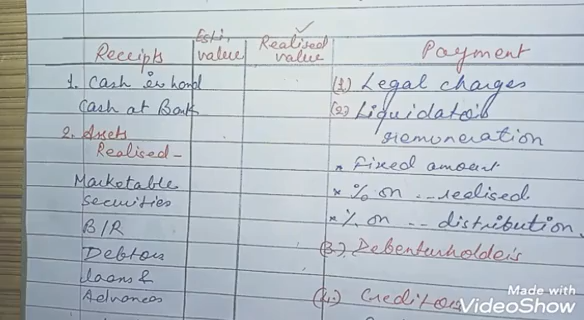 Receipts
Esti. value
Realised value
Payment
1. Cash in hand
Cash at Bank
2. Assets
Realised -
Marketable
securities
B/R
Debtors
loans &
Advances
(1) Legal charges
(2) Liquidator's
remuneration
* Fixed amount
* % on .. realised
* % on .. distribution.
(3.) Debentureholders
(4.) Creditors
Made with
VideoShow